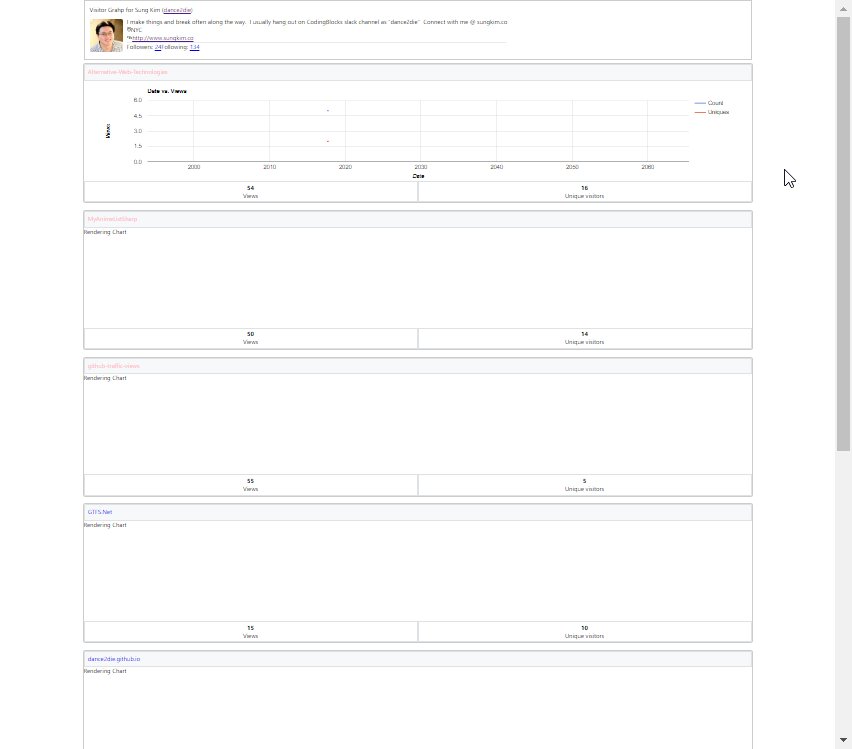 Visitor Grahp for Sung Kim (dance2die)
I make things and break often along the way. I usually hang out on CodingBlocks slack channel as "dance2die" Connect with me @ sungkim.co
NYC
http://www.sungkim.co
Followers: 24Following: 134
Alternative-Web-Technologies
Date vs. Views
6.0
4.5
3.0
1.5
0.0
Views
2000 2010 2020 2030 2040 2050 2060
Date
Count
Uniques
54 16
Views Unique visitors
MyAnimeListSharp
Rendering Chart
50 14
Views Unique visitors
github-traffic-views
Rendering Chart
55 5
Views Unique visitors
GTFS.Net
Rendering Chart
15 10
Views Unique visitors
dance2die.github.io
Rendering Chart